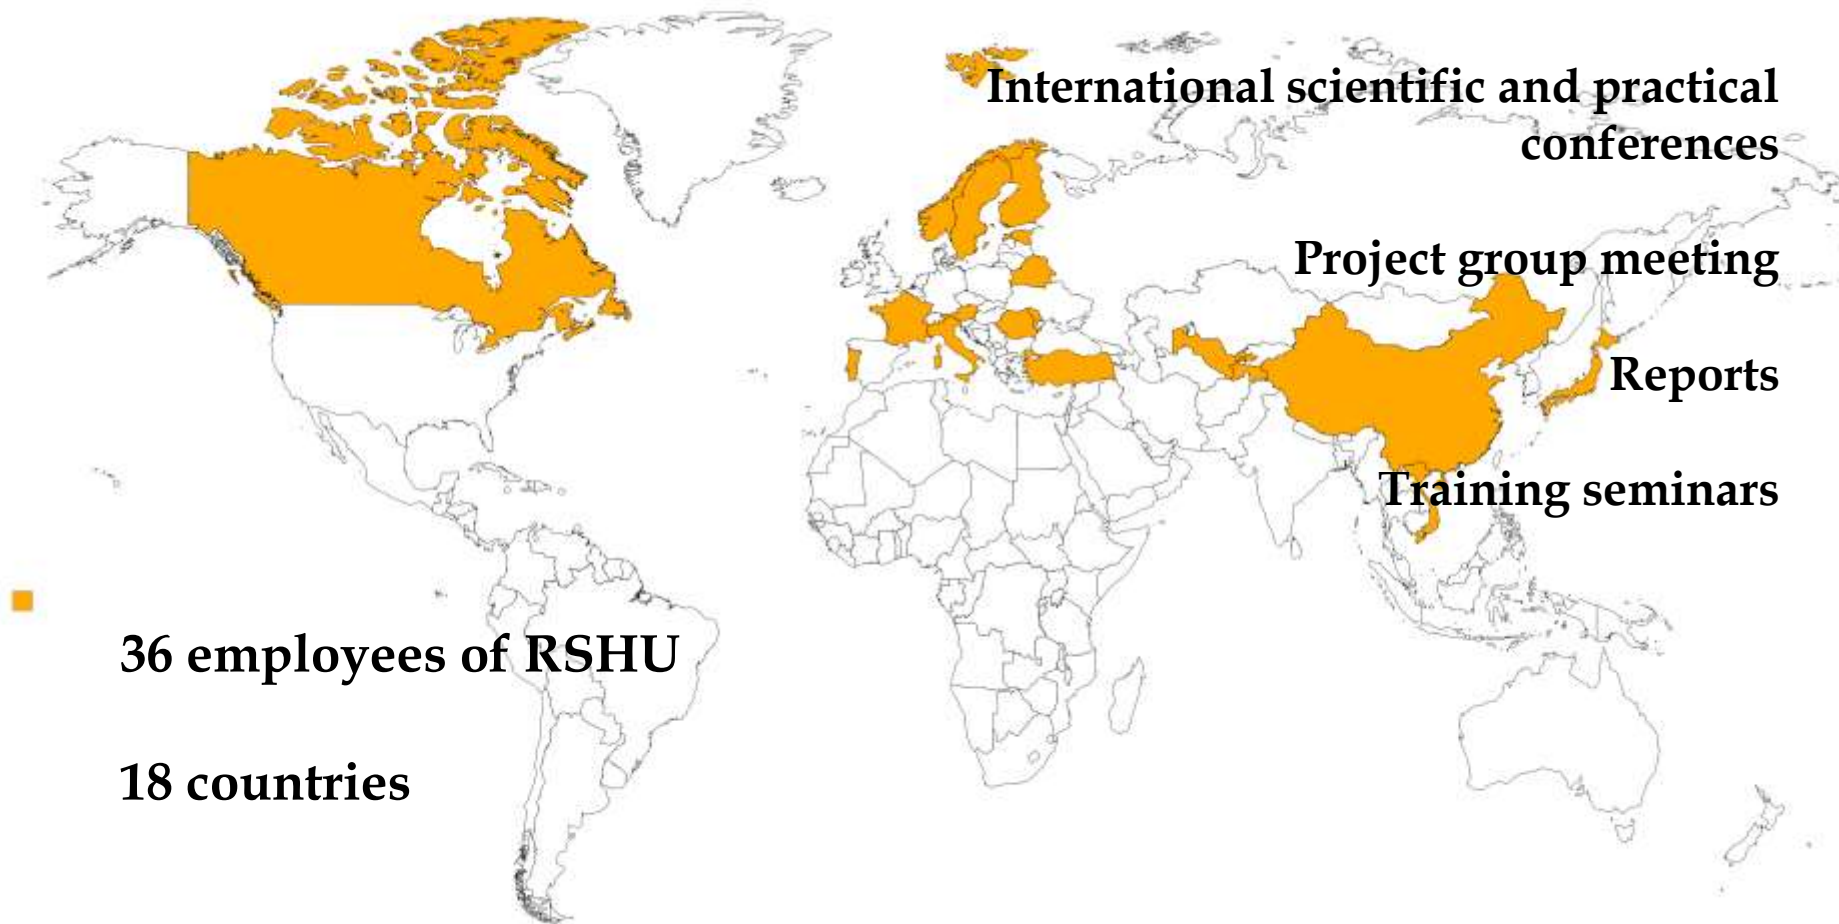 International scientific and practical
conferences
Project group meeting
Reports
Training seminars
36 employees of RSHU
18 countries